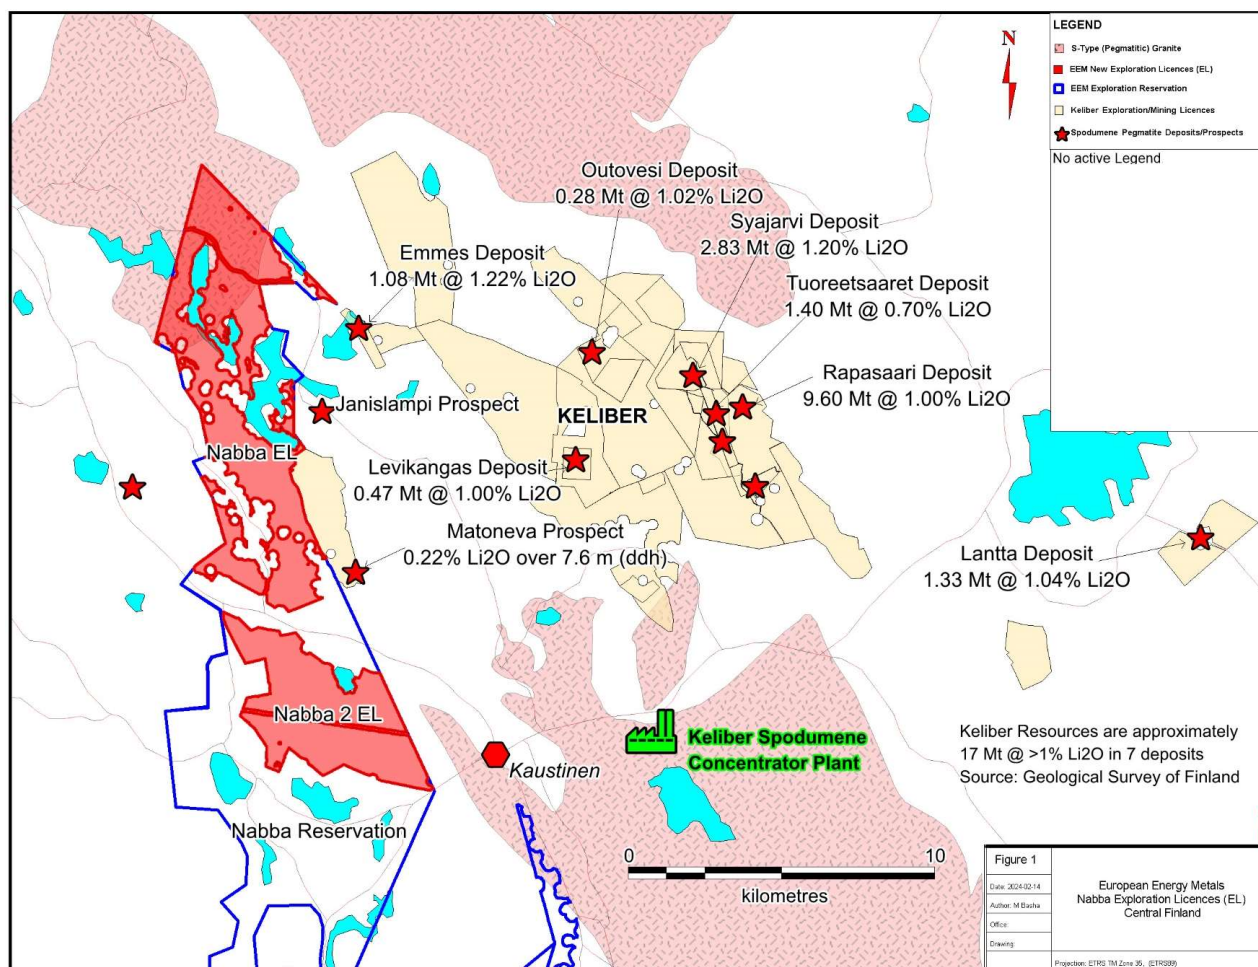 LEGEND
S-Type (Pegmatitic) Granite
EEM New Exploration Licences (EL)
EEM Exploration Reservation
Keliber Exploration/Mining Licences
Spodumene Pegmatite Deposits/Prospects
No active Legend
N
Outovesi Deposit
0.28 Mt @ 1.02% Li2O
Syajarvi Deposit
2.83 Mt @ 1.20% Li2O
Emmes Deposit
1.08 Mt @ 1.22% Li2O
Tuoreetsaaret Deposit
1.40 Mt @ 0.70% Li2O
Rapasaari Deposit
9.60 Mt @ 1.00% Li2O
Janislampi Prospect
KELIBER
Nabba EL
Levikangas Deposit
0.47 Mt @ 1.00% Li2O
Matoneva Prospect
0.22% Li2O over 7.6 m (ddh)
Lantta Deposit
1.33 Mt @ 1.04% Li2O
Nabba 2 EL
Keliber Spodumene
Concentrator Plant
Kaustinen
Keliber Resources are approximately
17 Mt @ >1% Li2O in 7 deposits
Source: Geological Survey of Finland
Nabba Reservation
0 10
kilometres
Figure 1
Date: 2024-02-14
Author: M Basha
Office:
Drawing:
European Energy Metals
Nabba Exploration Licences (EL)
Central Finland
Projection: ETRS TM Zone 35, (ETRS89)